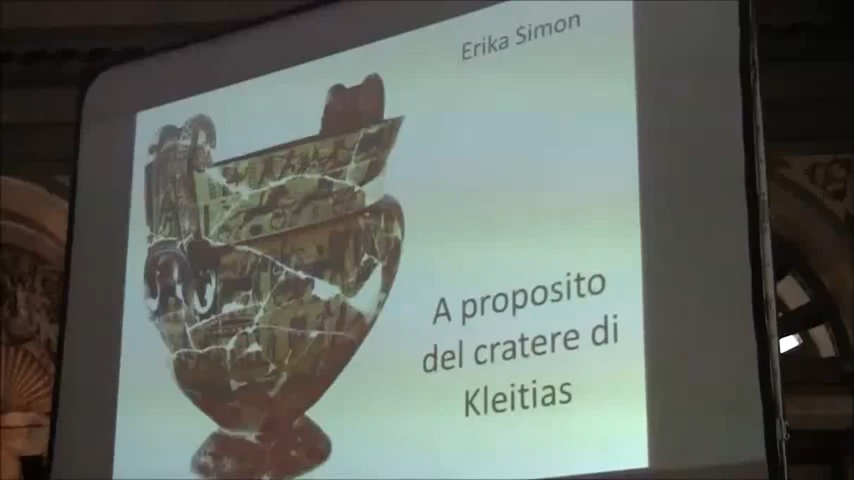 Erika Simon
A proposito
del cratere di
Kleitias